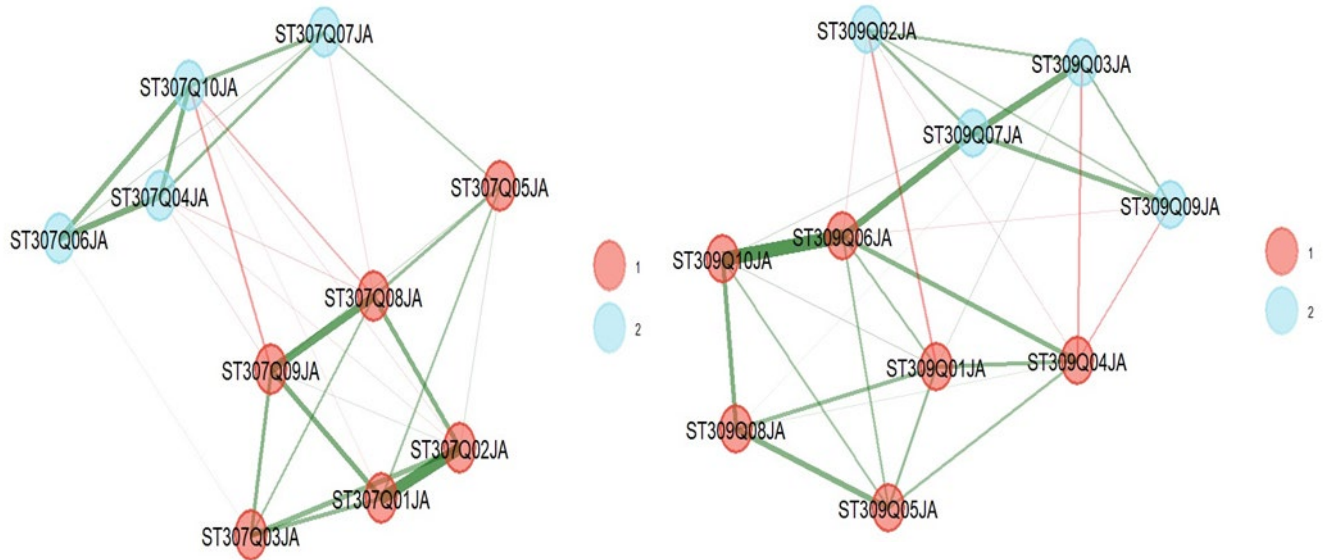 ST307Q07JA
ST307Q10JA
ST307Q05JA
ST307Q04JA
ST307Q06JA
ST307Q08JA
ST307Q09JA
ST307Q02JA
ST307Q01JA
ST307Q03JA
1
2
ST309Q02JA
ST309Q03JA
ST309Q07JA
ST309Q09JA
ST309Q06JA
ST309Q10JA
ST309Q01JA
ST309Q04JA
ST309Q08JA
ST309Q05JA
1
2